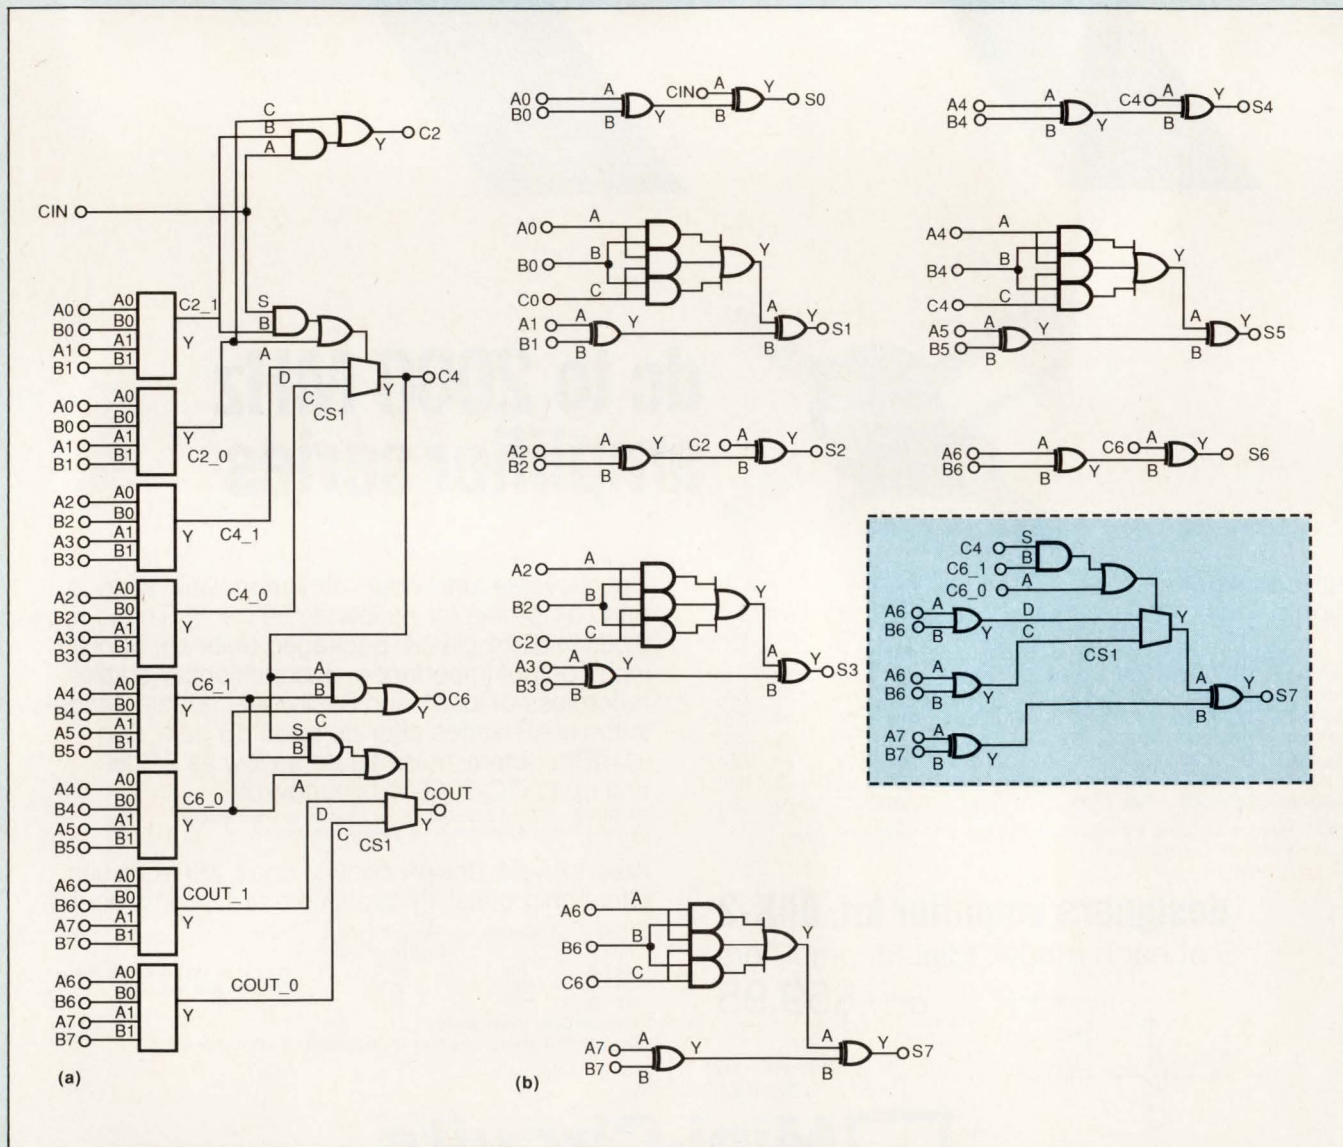 C
B
A
Y
C2
CIN
A0
B0
A1
B1
A0
B0
A1
B1
C2_1
Y
S
B
A
D
C
CS1
Y
C4
A0
B0
A1
B1
A0
B0
A1
B1
Y
C2_0
A2
B2
A3
B3
A0
B0
A1
B1
Y
C4_1
A2
B2
A3
B3
A0
B0
A1
B1
C4_0
Y
A4
B4
A5
B5
A0
B0
A1
B1
C6_1
Y
A
B
C
Y
C6
S
B
A
D
C
CS1
Y
COUT
A4
B4
A5
B5
A0
B0
A1
B1
C6_0
Y
A6
B6
A7
B7
A0
B0
A1
B1
COUT_1
Y
A6
B6
A7
B7
A0
B0
A1
B1
COUT_0
Y
(a)
A0
B0
A
B
Y
CIN
A
B
Y
S0
A0
B0
C0
A
B
C
Y
A1
B1
A
B
Y
A
B
Y
S1
A2
B2
A
B
Y
C2
A
B
Y
S2
A2
B2
C2
A
B
C
Y
A3
B3
A
B
Y
A
B
Y
S3
A6
B6
C6
A
B
C
Y
A7
B7
A
B
Y
A
B
Y
S7
(b)
A4
B4
A
B
Y
C4
A
B
Y
S4
A4
B4
C4
A
B
C
Y
A5
B5
A
B
Y
A
B
Y
S5
A6
B6
A
B
Y
C6
A
B
Y
S6
C4
C6_1
C6_0
S
B
A
A6
B6
A
B
Y
D
C
CS1
Y
A6
B6
A
B
Y
A7
B7
A
B
Y
A
B
Y
S7